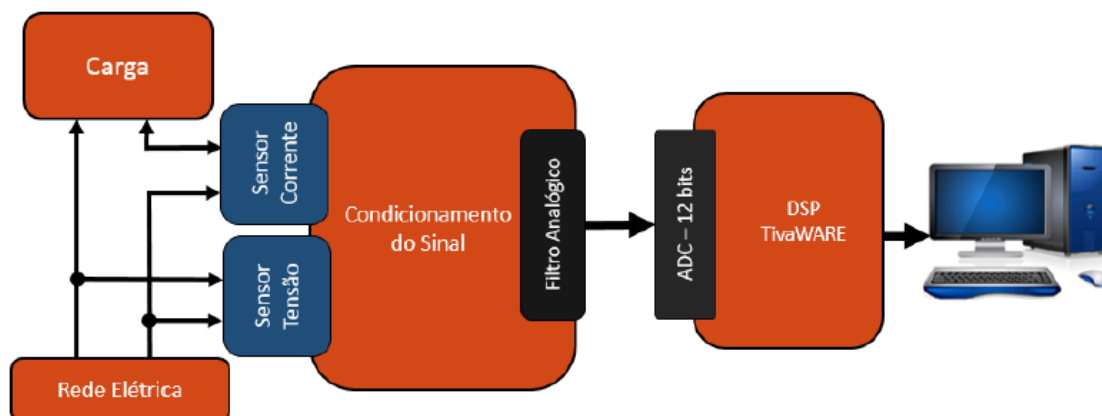 Carga
Sensor
Corrente
Sensor
Tensão
Rede Elétrica
Condicionamento
do Sinal
Filtro Analógico
ADC – 12 bits
DSP
TivaWARE